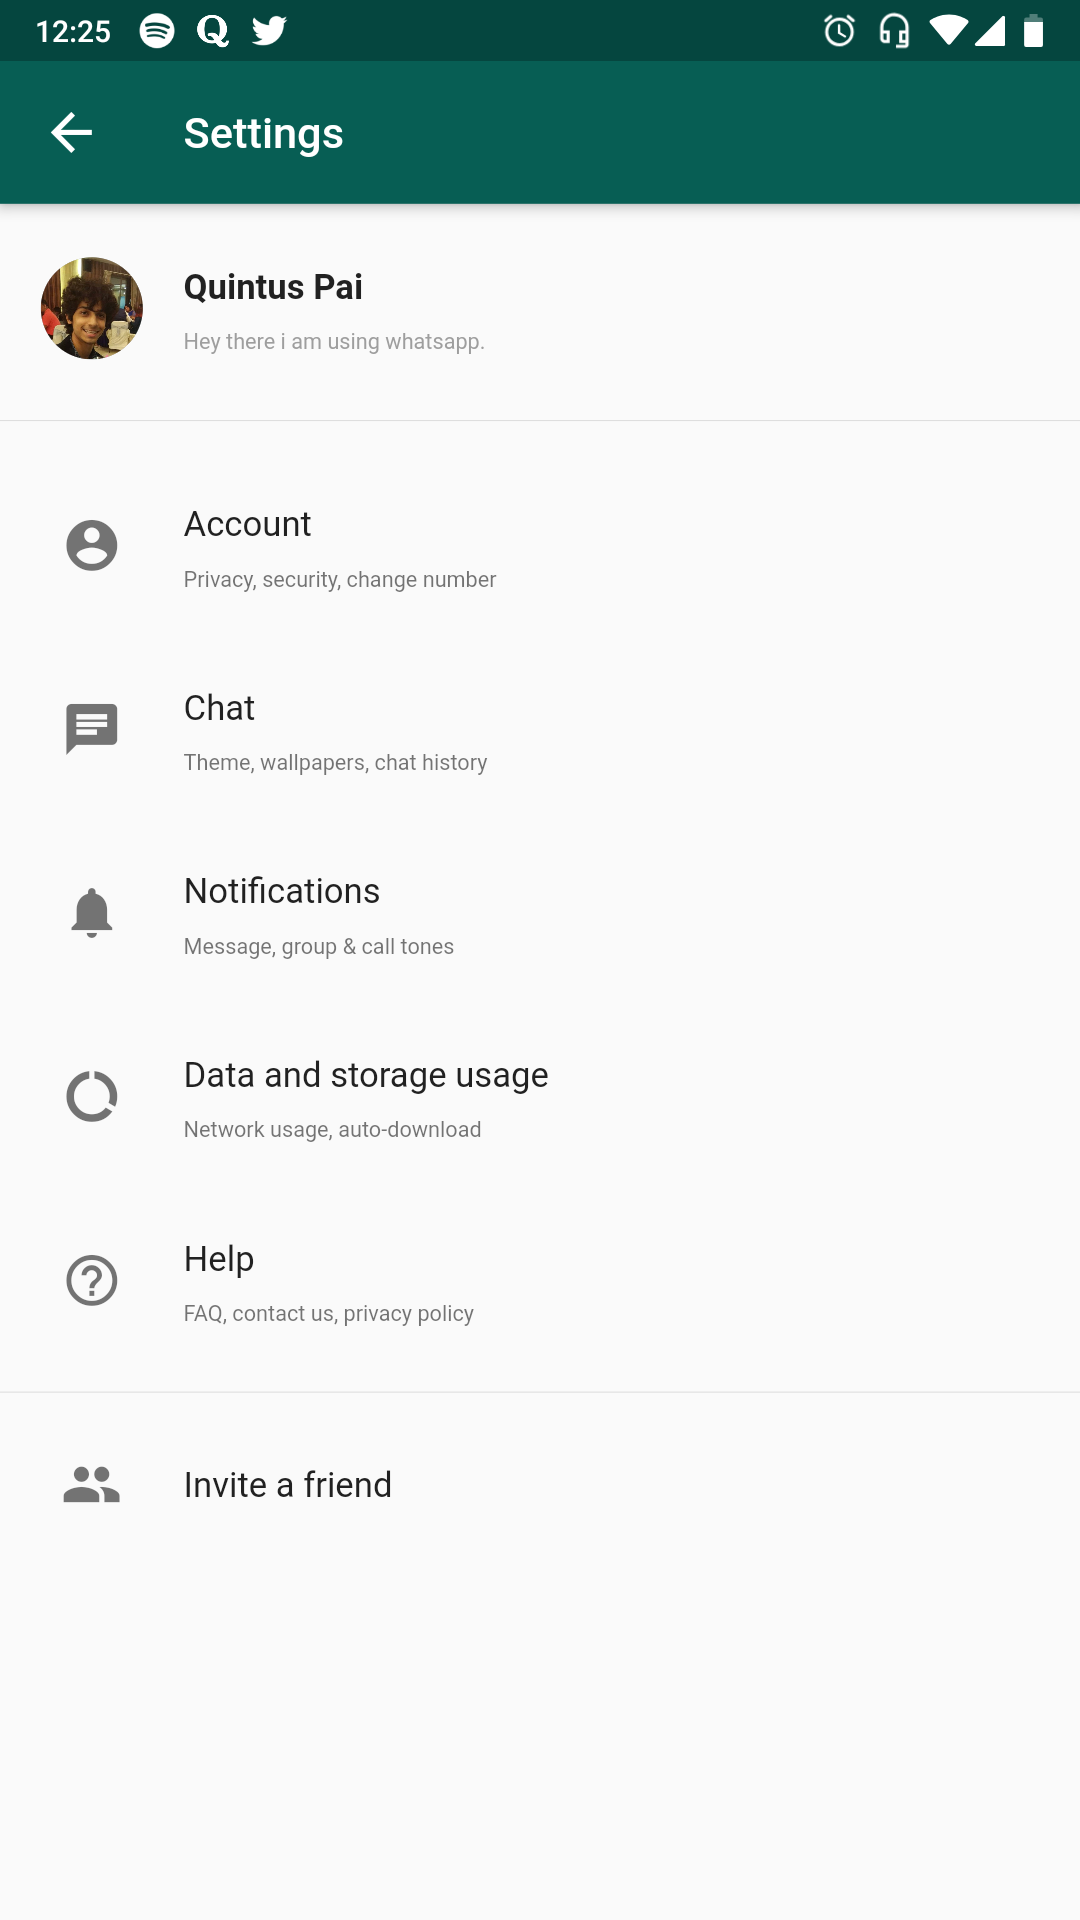 12:25
Settings
Quintus Pai
Hey there i am using whatsapp.
Account
Privacy, security, change number
Chat
Theme, wallpapers, chat history
Notifications
Message, group & call tones
Data and storage usage
Network usage, auto-download
Help
FAQ, contact us, privacy policy
Invite a friend